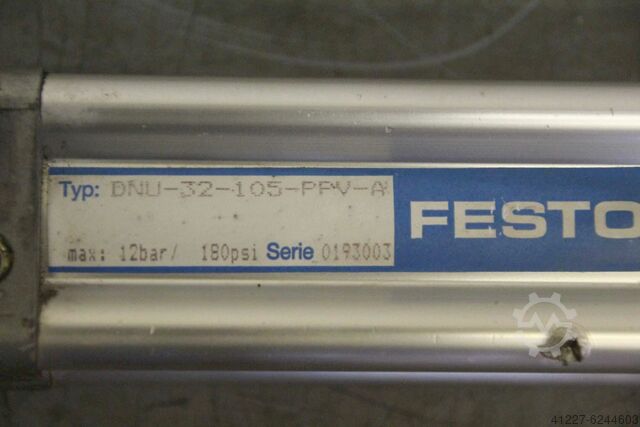 Typ: DNU-32-105-PPV-A
FESTO
max: 12bar/ 180psi Serie 0193003
41227-6244603